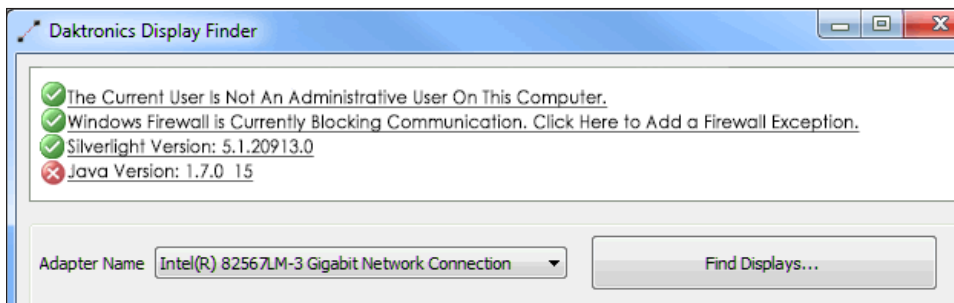 Daktronics Display Finder
The Current User Is Not An Administrative User On This Computer.
Windows Firewall is Currently Blocking Communication. Click Here to Add a Firewall Exception.
Silverlight Version: 5.1.20913.0
Java Version: 1.7.0_15
Adapter Name Intel(R) 82567LM-3 Gigabit Network Connection Find Displays...